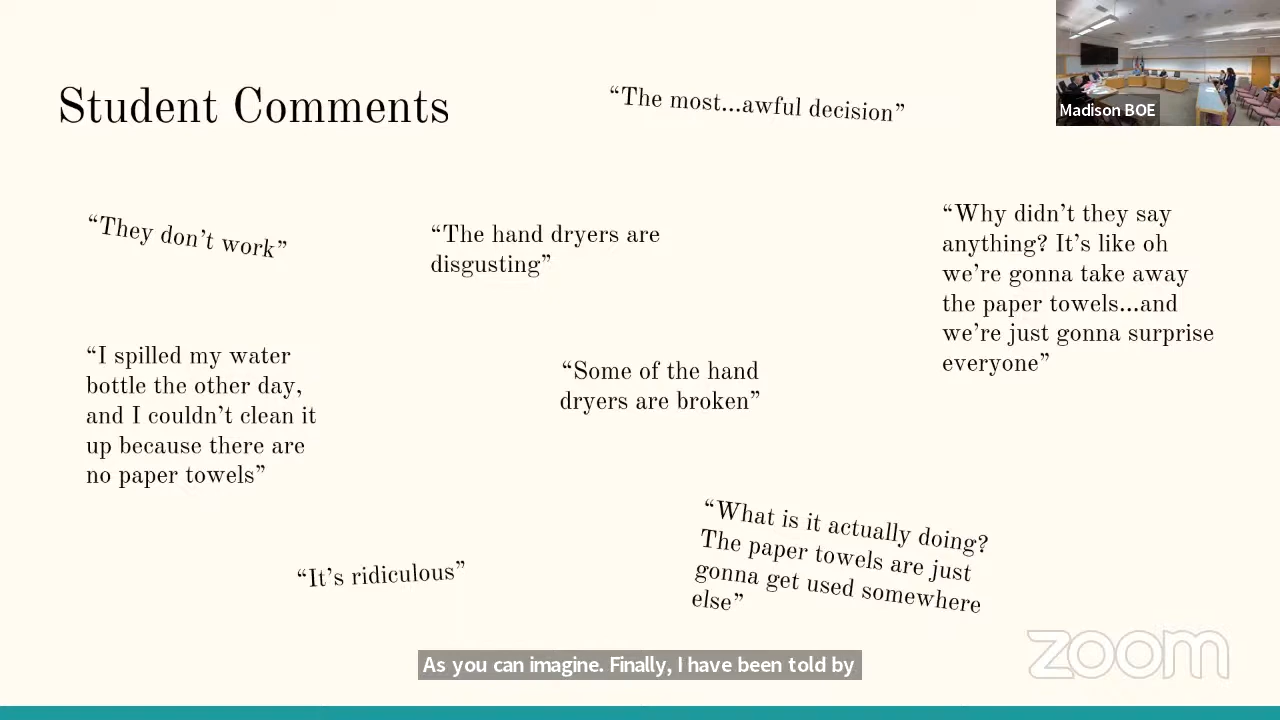 Student Comments
“The most...awful decision”
Madison BOE
“They don’t work”
“The hand dryers are
disgusting”
“Why didn’t they say
anything? It’s like oh
we’re gonna take away
the paper towels...and
we’re just gonna surprise
everyone”
“I spilled my water
bottle the other day,
and I couldn’t clean it
up because there are
no paper towels”
“Some of the hand
dryers are broken”
“What is it actually doing?
The paper towels are just
gonna get used somewhere
else”
“It’s ridiculous”
As you can imagine. Finally, I have been told by
zoom